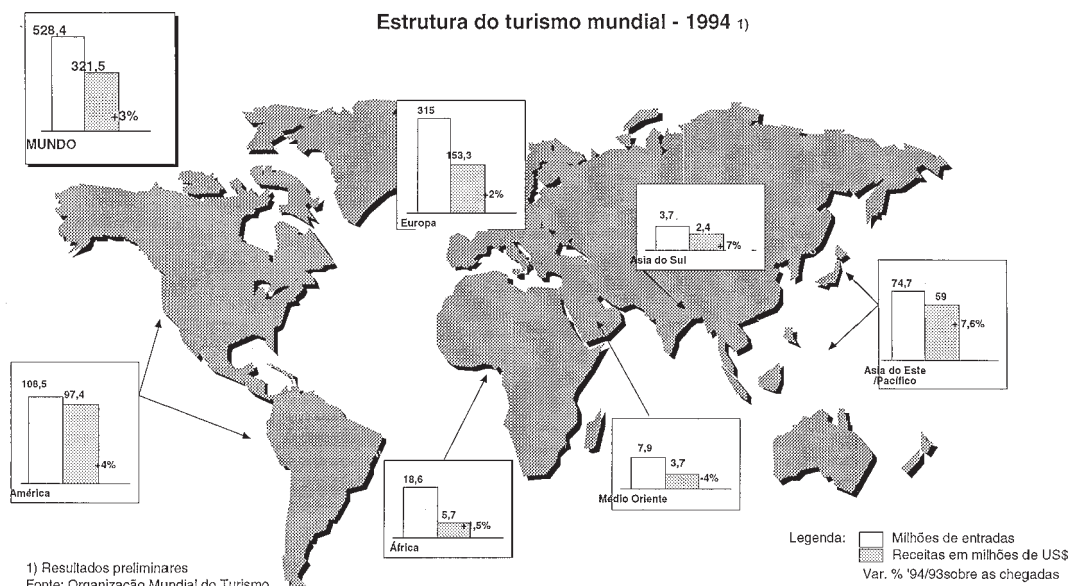 Estrutura do turismo mundial - 1994 1)
528,4
321,5
+3%
MUNDO
315
153,3
+2%
Europa
3,7
2,4
+7%
Asia do Sul
74,7
59
+7,6%
Asia do Este
/Pacífico
108,5
97,4
+4%
América
18,6
5,7
+1,5%
África
7,9
3,7
-4%
Médio Oriente
Legenda:
Milhões de entradas
Receitas em milhões de US$
Var. % '94/93sobre as chegadas
1) Resultados preliminares
Fonte: Organização Mundial do Turismo